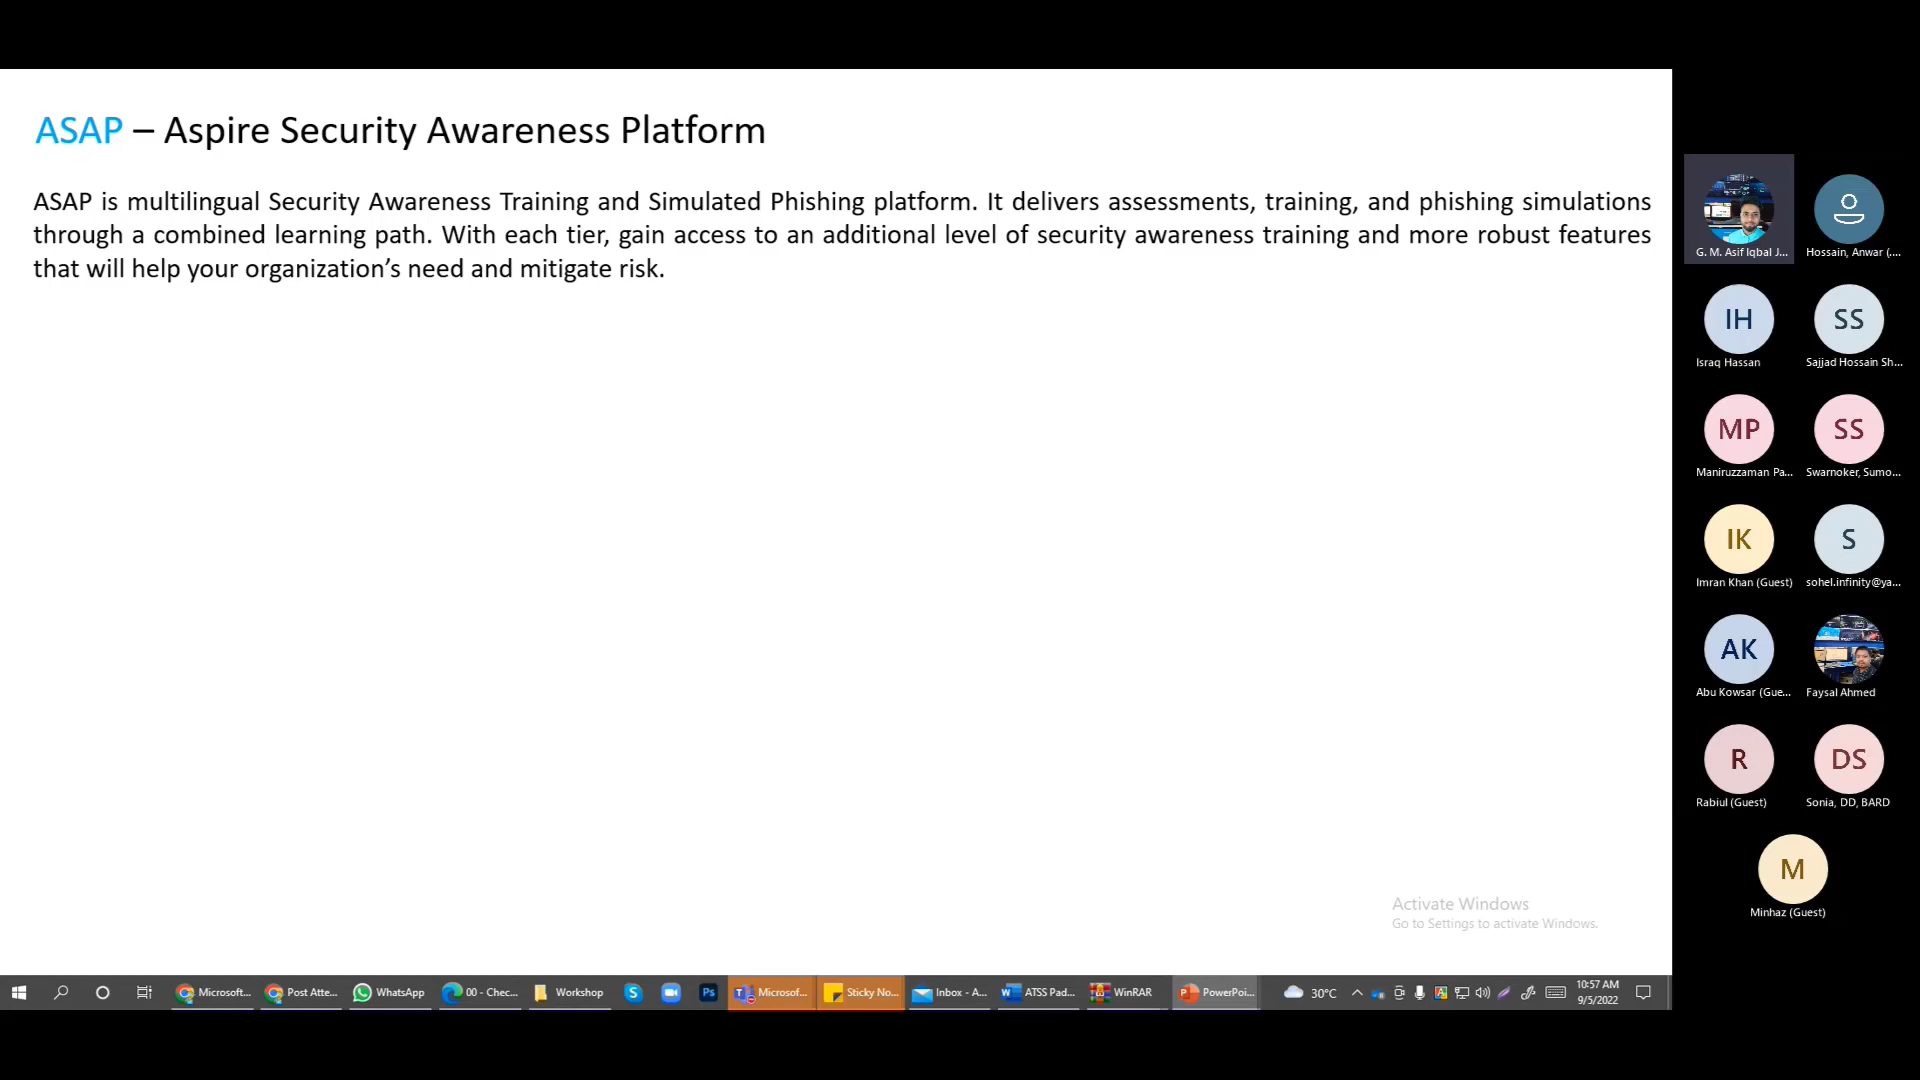 ASAP – Aspire Security Awareness Platform
ASAP is multilingual Security Awareness Training and Simulated Phishing platform. It delivers assessments, training, and phishing simulations
through a combined learning path. With each tier, gain access to an additional level of security awareness training and more robust features
that will help your organization’s need and mitigate risk.
G. M. Asif Iqbal J...
Hossain, Anwar (....
IH
Israq Hassan
SS
Sajjad Hossain Sh...
MP
Maniruzzaman Pa...
SS
Swarnoker, Sumo...
IK
Imran Khan (Guest)
S
sohel.infinity@ya...
AK
Abu Kowsar (Gue...
Faysal Ahmed
R
Rabiul (Guest)
DS
Sonia, DD, BARD
M
Minhaz (Guest)
Activate Windows
Go to Settings to activate Windows.
Microsoft...
Post Atte...
WhatsApp
00 - Chec...
Workshop
Ps
Microsof...
Sticky No...
Inbox - A...
ATSS Pad...
WinRAR
PowerPoi...
30°C
10:57 AM
9/5/2022